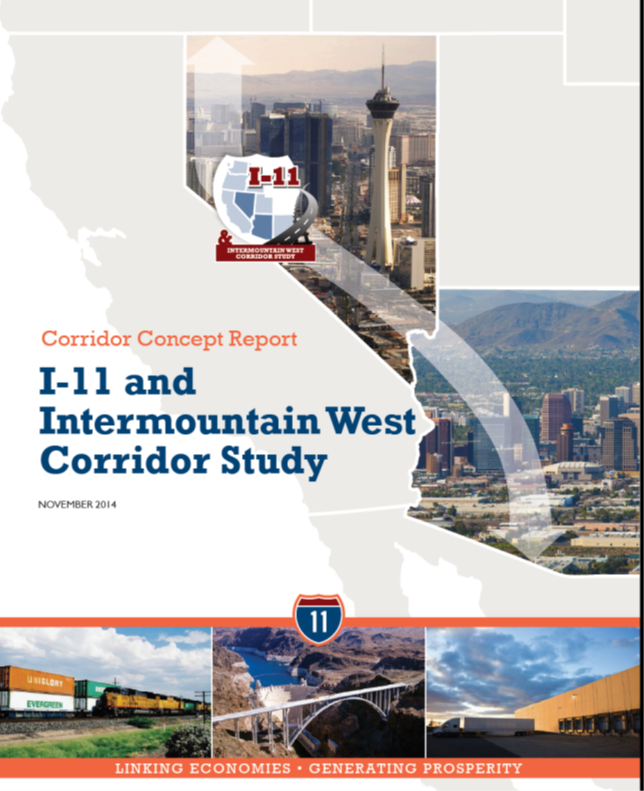 I-11
&
INTERMOUNTAIN WEST
CORRIDOR STUDY
Corridor Concept Report
I-11 and
Intermountain West
Corridor Study
NOVEMBER 2014
11
UNIGLORY
EVERGREEN
LINKING ECONOMIES • GENERATING PROSPERITY